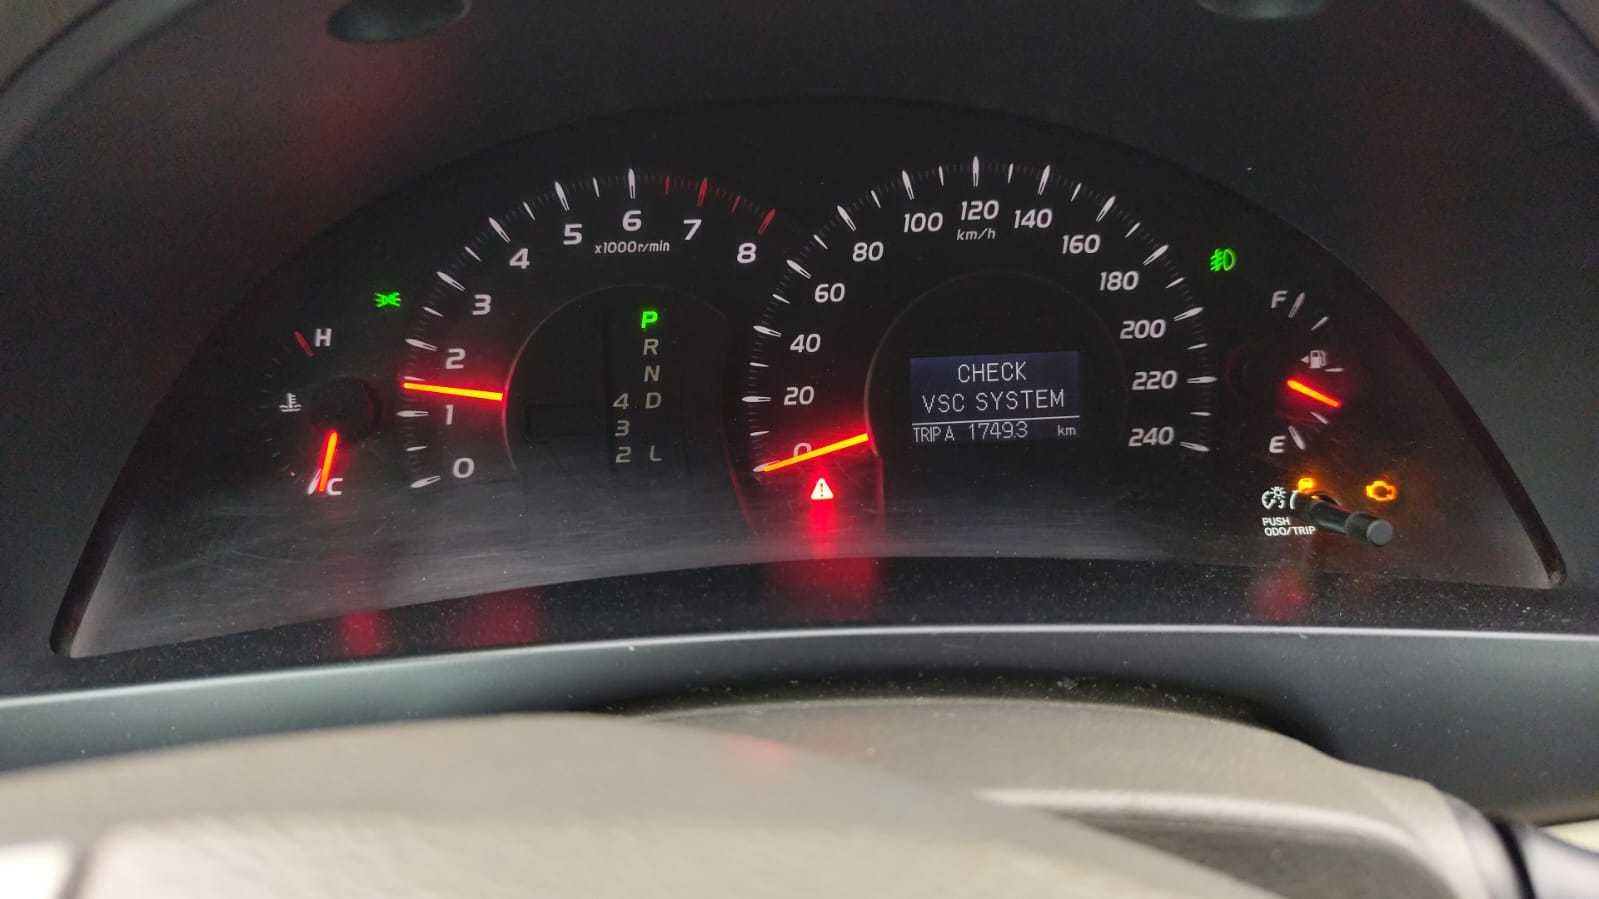 H
C
0
1
2
3
4
5
6
7
8
x1000r/min
P
R
N
4 D
3
2 L
0
20
40
60
80
100
120
140
160
180
200
220
240
km/h
CHECK
VSC SYSTEM
TRIP A 1749.3 km
F
E
PUSH
ODO/TRIP